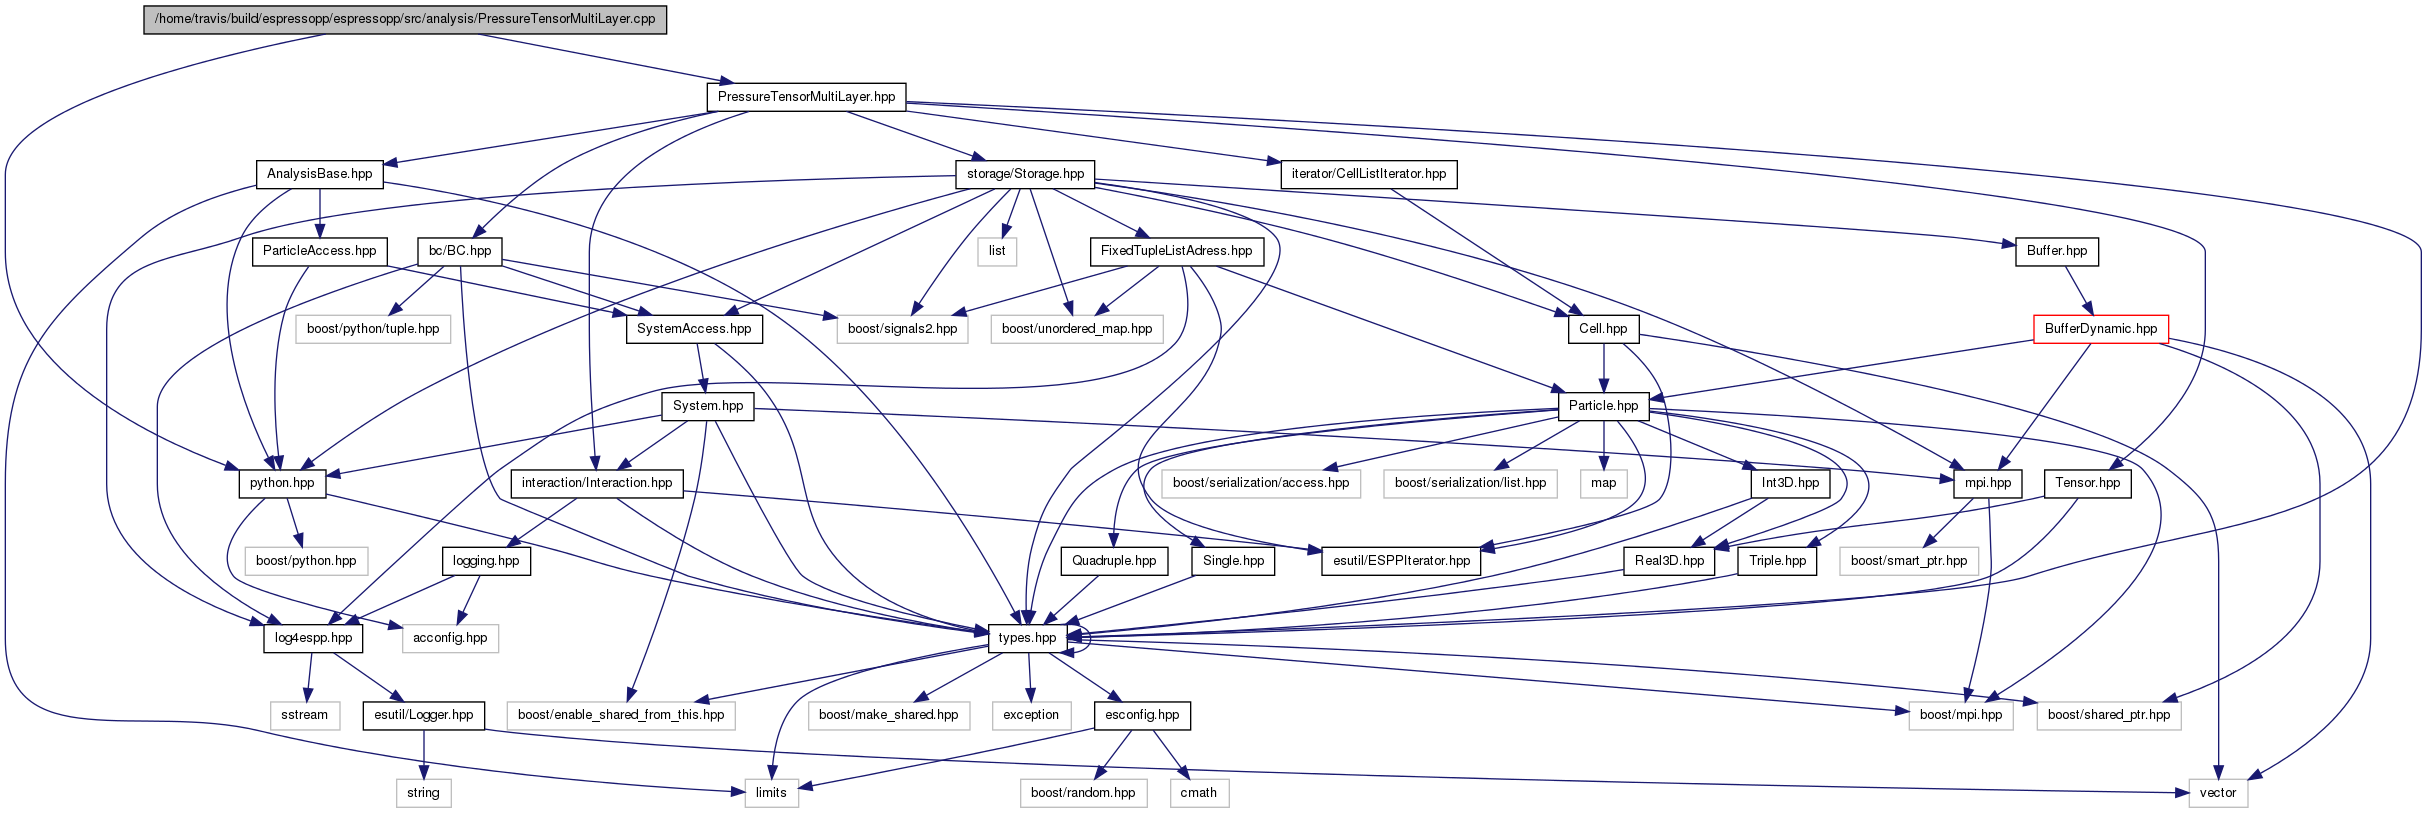 /home/travis/build/espressopp/espressopp/src/analysis/PressureTensorMultiLayer.cpp
PressureTensorMultiLayer.hpp
AnalysisBase.hpp
storage/Storage.hpp
iterator/CellListIterator.hpp
ParticleAccess.hpp
bc/BC.hpp
list
FixedTupleListAdress.hpp
Buffer.hpp
boost/python/tuple.hpp
SystemAccess.hpp
boost/signals2.hpp
boost/unordered_map.hpp
Cell.hpp
BufferDynamic.hpp
System.hpp
Particle.hpp
python.hpp
interaction/Interaction.hpp
boost/serialization/access.hpp
boost/serialization/list.hpp
map
Int3D.hpp
mpi.hpp
Tensor.hpp
boost/python.hpp
logging.hpp
Quadruple.hpp
Single.hpp
esutil/ESPPIterator.hpp
Real3D.hpp
Triple.hpp
boost/smart_ptr.hpp
log4espp.hpp
acconfig.hpp
types.hpp
sstream
esutil/Logger.hpp
boost/enable_shared_from_this.hpp
boost/make_shared.hpp
exception
esconfig.hpp
boost/mpi.hpp
boost/shared_ptr.hpp
string
limits
boost/random.hpp
cmath
vector